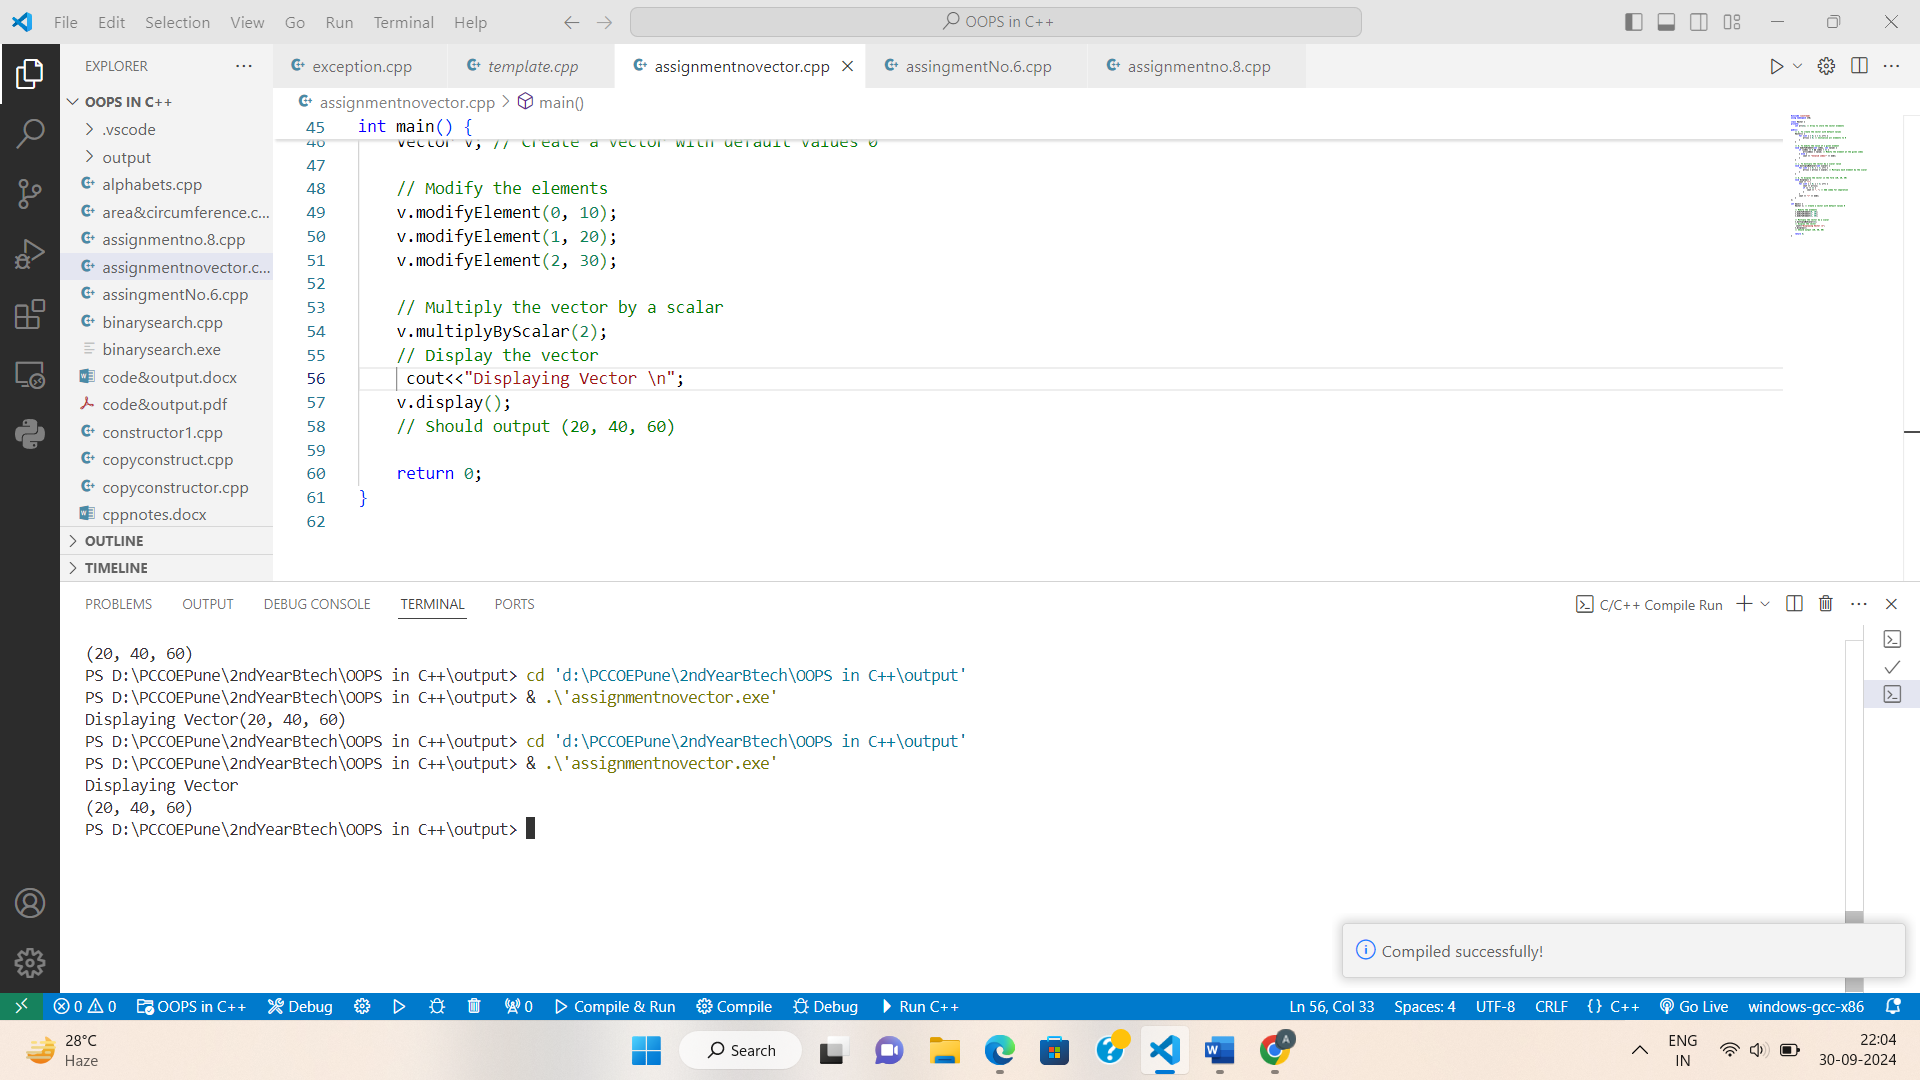 File Edit Selection View Go Run Terminal Help
OOPS in C++
EXPLORER
OOPS IN C++
.vscode
output
alphabets.cpp
area&circumference.c...
assignmentno.8.cpp
assignmentnovector.c...
assingmentNo.6.cpp
binarysearch.cpp
binarysearch.exe
code&output.docx
code&output.pdf
constructor1.cpp
copyconstruct.cpp
copyconstructor.cpp
cppnotes.docx
OUTLINE
TIMELINE
exception.cpp template.cpp assignmentnovector.cpp assingmentNo.6.cpp assignmentno.8.cpp
assignmentnovector.cpp > main()
45 int main() {
46 Vector v; // Create a vector with default values 0
47
48 // Modify the elements
49 v.modifyElement(0, 10);
50 v.modifyElement(1, 20);
51 v.modifyElement(2, 30);
52
53 // Multiply the vector by a scalar
54 v.multiplyByScalar(2);
55 // Display the vector
56 cout<<"Displaying Vector \n";
57 v.display();
58 // Should output (20, 40, 60)
59
60 return 0;
61 }
62
PROBLEMS OUTPUT DEBUG CONSOLE TERMINAL PORTS
C/C++ Compile Run
(20, 40, 60)
PS D:\PCCOEPune\2ndYearBtech\OOPS in C++\output> cd 'd:\PCCOEPune\2ndYearBtech\OOPS in C++\output'
PS D:\PCCOEPune\2ndYearBtech\OOPS in C++\output> & .\'assignmentnovector.exe'
Displaying Vector(20, 40, 60)
PS D:\PCCOEPune\2ndYearBtech\OOPS in C++\output> cd 'd:\PCCOEPune\2ndYearBtech\OOPS in C++\output'
PS D:\PCCOEPune\2ndYearBtech\OOPS in C++\output> & .\'assignmentnovector.exe'
Displaying Vector
(20, 40, 60)
PS D:\PCCOEPune\2ndYearBtech\OOPS in C++\output>
Compiled successfully!
0 0 OOPS in C++ Debug 0 Compile & Run Compile Debug Run C++ Ln 56, Col 33 Spaces: 4 UTF-8 CRLF {} C++ Go Live windows-gcc-x86
28°C
Haze
Search
A
ENG
IN
22:04
30-09-2024